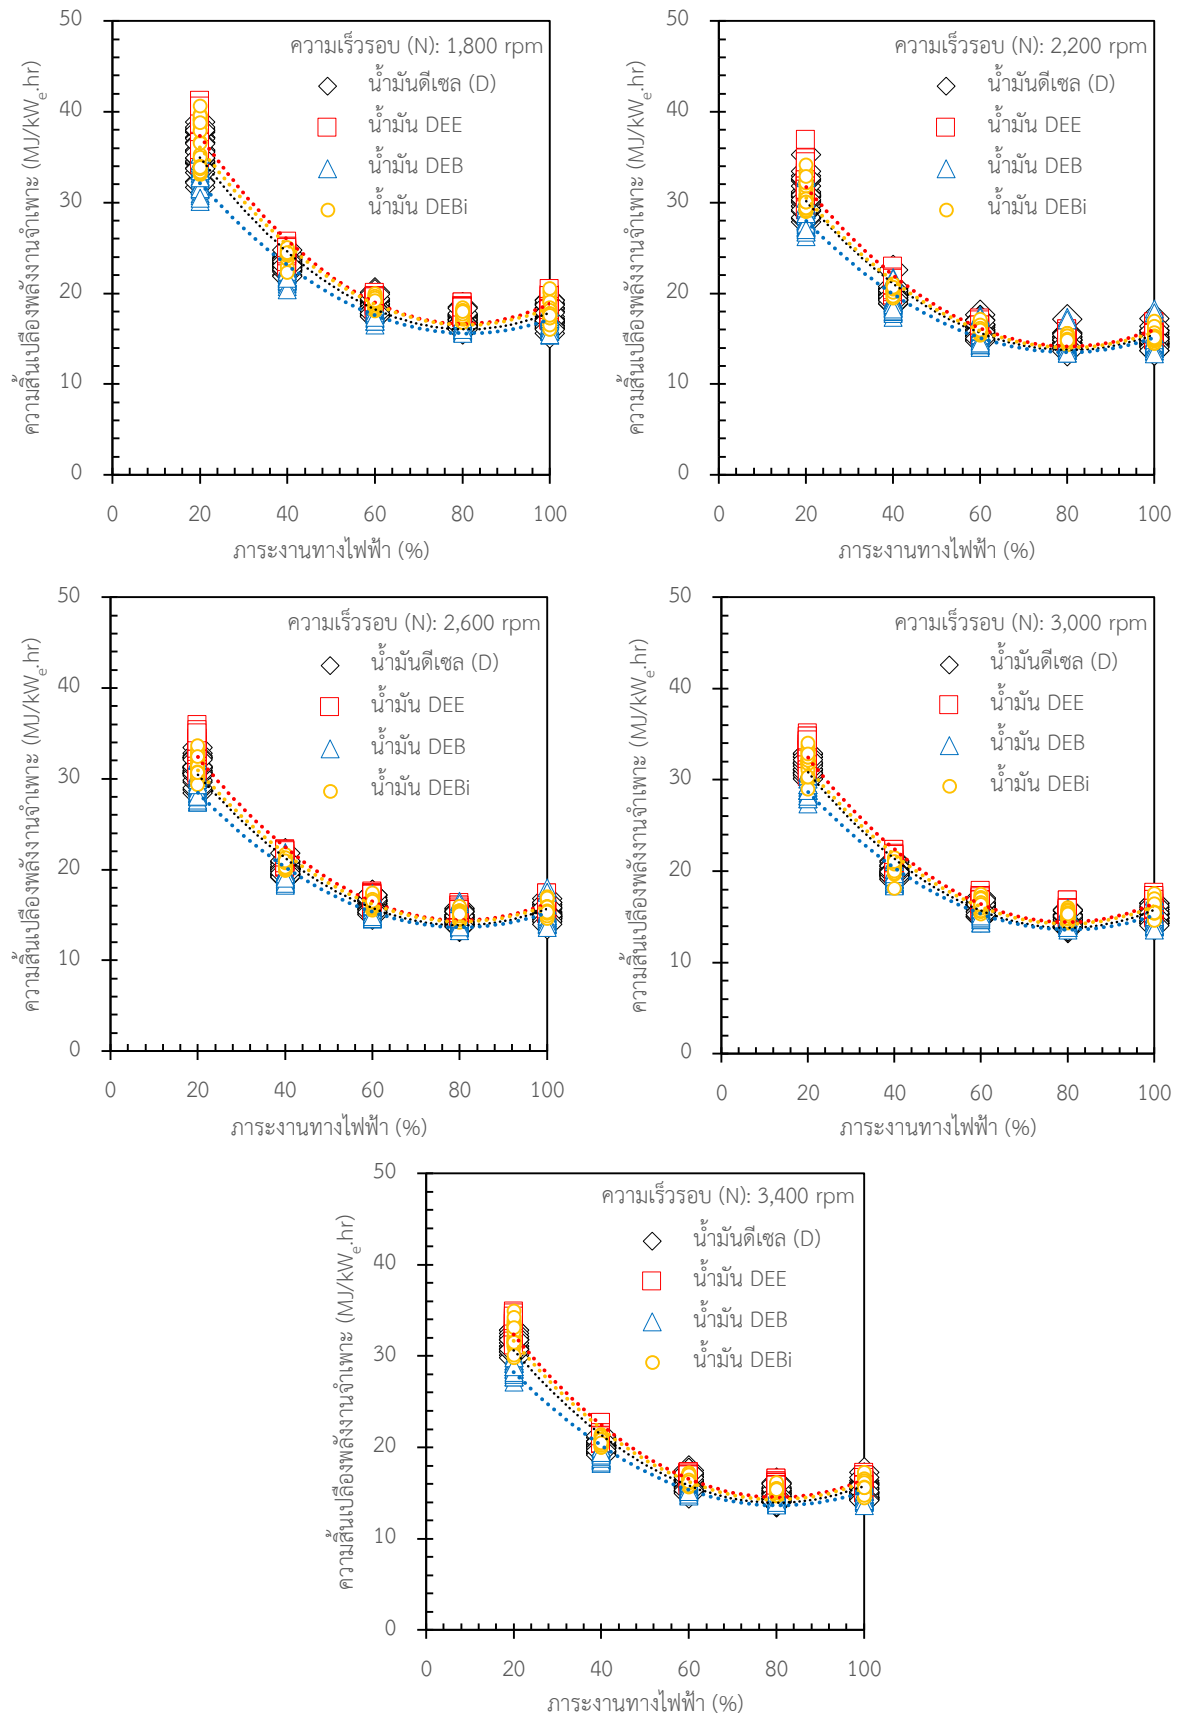 ความเร็วรอบ (N): 1,800 rpm
น้ำมันดีเซล (D)
น้ำมัน DEE
น้ำมัน DEB
น้ำมัน DEBi
ความสิ้นเปลืองพลังงานจำเพาะ (MJ/kWe.hr)
50
40
30
20
10
0
0 20 40 60 80 100
ภาระงานทางไฟฟ้า (%)
ความเร็วรอบ (N): 2,200 rpm
น้ำมันดีเซล (D)
น้ำมัน DEE
น้ำมัน DEB
น้ำมัน DEBi
ความสิ้นเปลืองพลังงานจำเพาะ (MJ/kWe.hr)
50
40
30
20
10
0
0 20 40 60 80 100
ภาระงานทางไฟฟ้า (%)
ความเร็วรอบ (N): 2,600 rpm
น้ำมันดีเซล (D)
น้ำมัน DEE
น้ำมัน DEB
น้ำมัน DEBi
ความสิ้นเปลืองพลังงานจำเพาะ (MJ/kWe.hr)
50
40
30
20
10
0
0 20 40 60 80 100
ภาระงานทางไฟฟ้า (%)
ความเร็วรอบ (N): 3,000 rpm
น้ำมันดีเซล (D)
น้ำมัน DEE
น้ำมัน DEB
น้ำมัน DEBi
ความสิ้นเปลืองพลังงานจำเพาะ (MJ/kWe.hr)
50
40
30
20
10
0
0 20 40 60 80 100
ภาระงานทางไฟฟ้า (%)
ความเร็วรอบ (N): 3,400 rpm
น้ำมันดีเซล (D)
น้ำมัน DEE
น้ำมัน DEB
น้ำมัน DEBi
ความสิ้นเปลืองพลังงานจำเพาะ (MJ/kWe.hr)
50
40
30
20
10
0
0 20 40 60 80 100
ภาระงานทางไฟฟ้า (%)